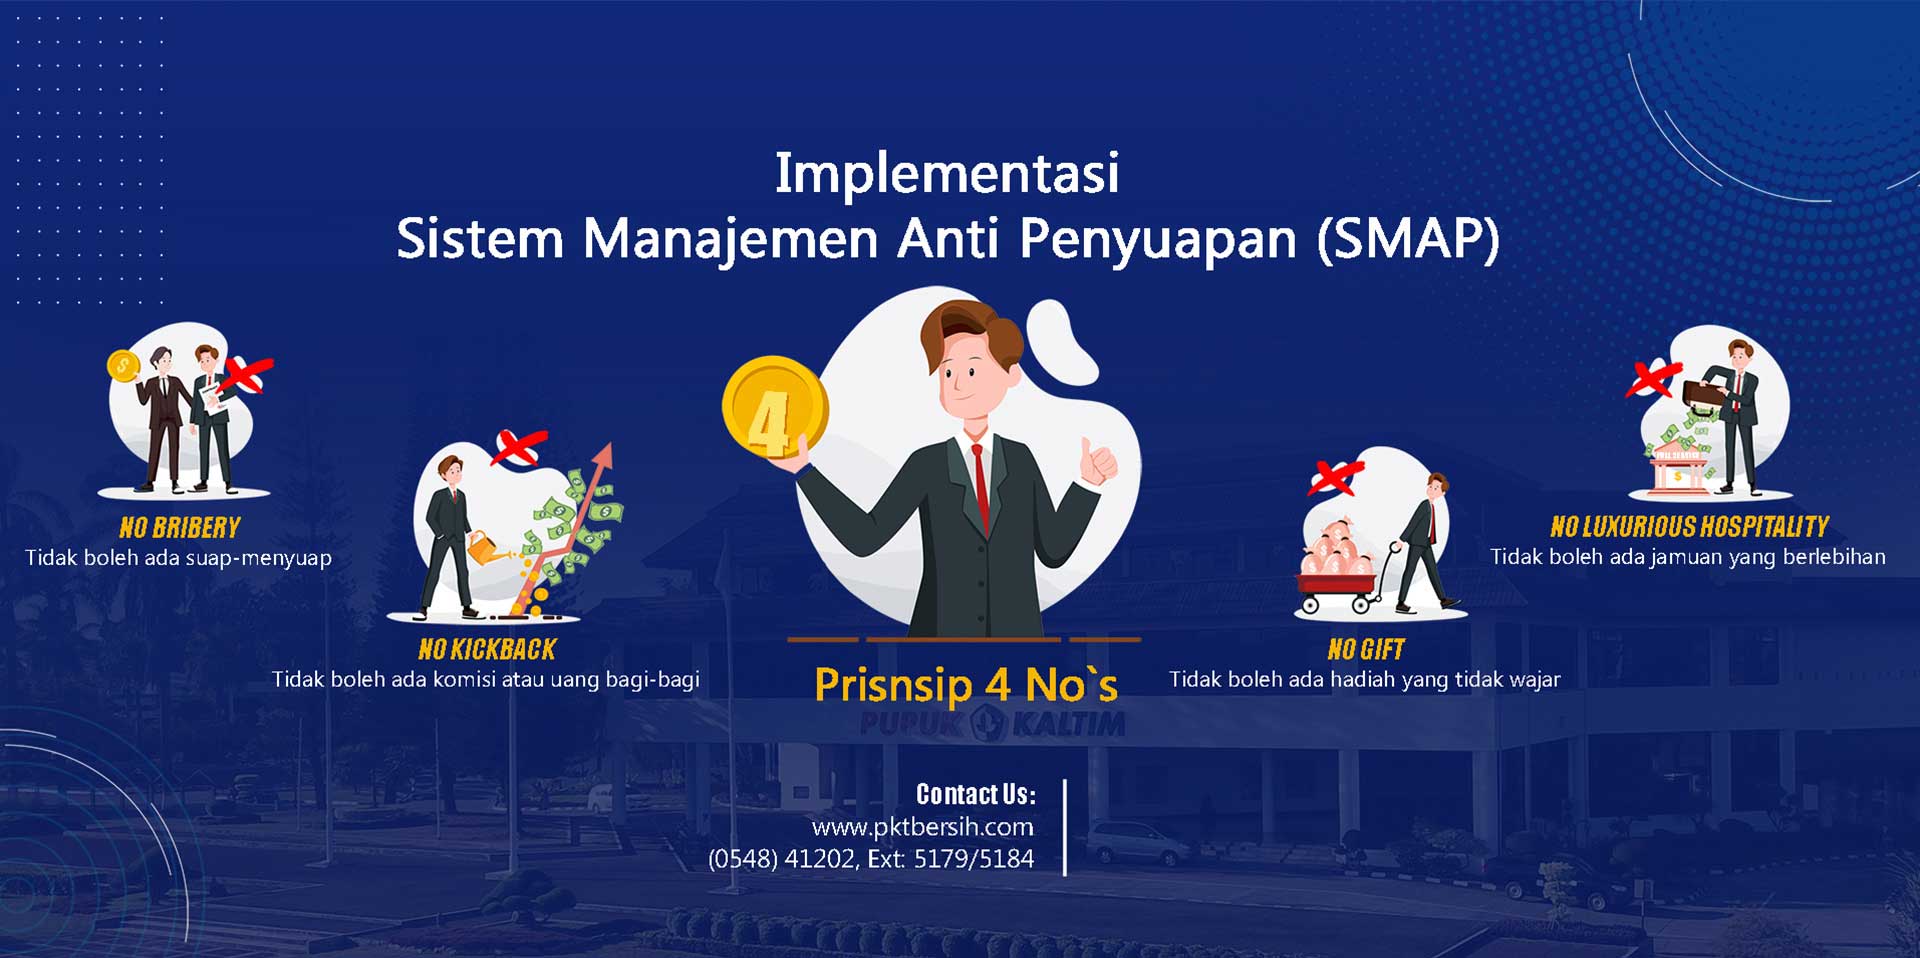 Implementasi
Sistem Manajemen Anti Penyuapan (SMAP)
4
NO BRIBERY
Tidak boleh ada suap-menyuap
NO KICKBACK
Tidak boleh ada komisi atau uang bagi-bagi
Prisnsip 4 No`s
NO GIFT
Tidak boleh ada hadiah yang tidak wajar
NO LUXURIOUS HOSPITALITY
Tidak boleh ada jamuan yang berlebihan
PUPUK KALTIM
Contact Us:
www.pktbersih.com
(0548) 41202, Ext: 5179/5184